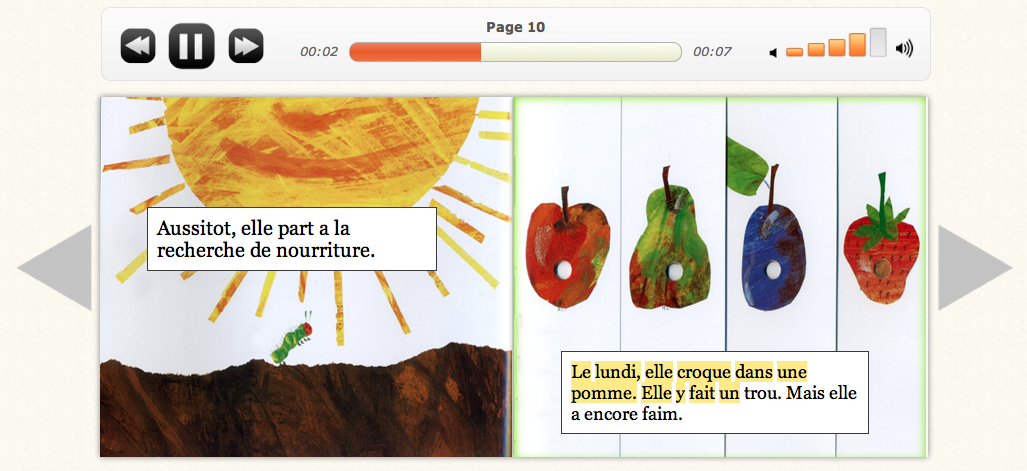 Page 10
00:02
00:07
Aussitot, elle part a la
recherche de nourriture.
Le lundi, elle croque dans une
pomme. Elle y fait un trou. Mais elle
a encore faim.